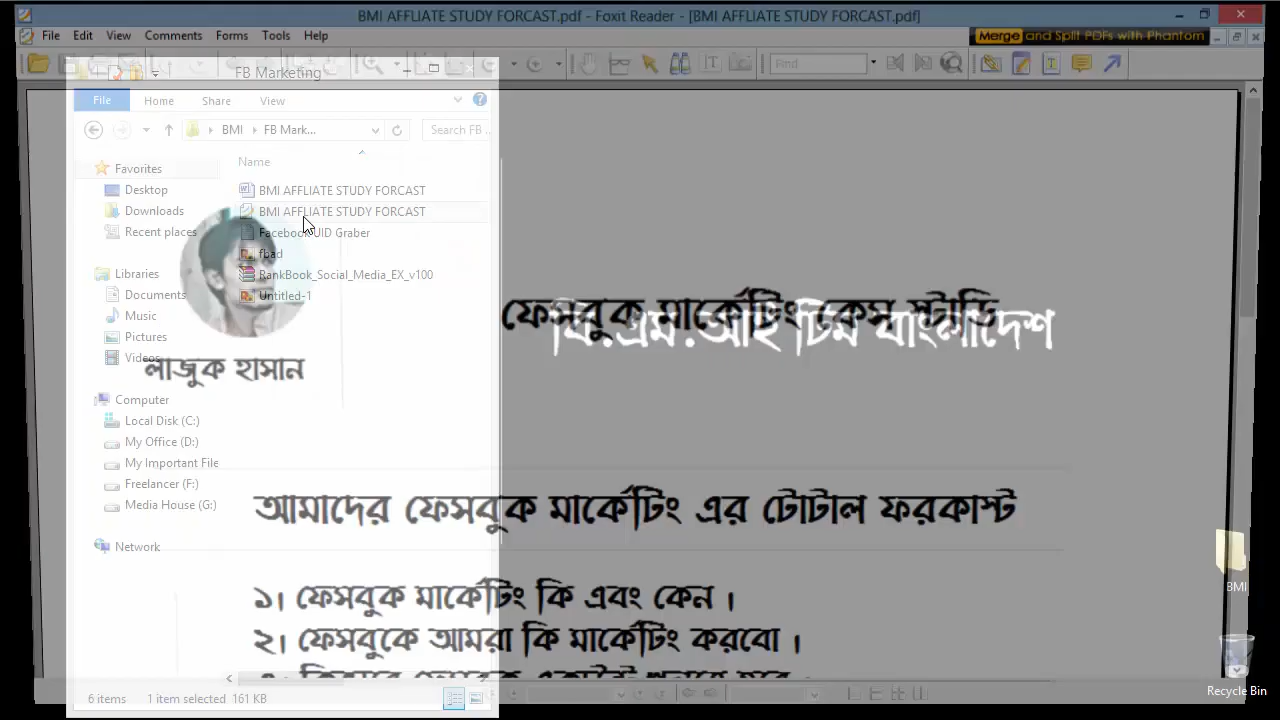 BMI AFFLIATE STUDY FORCAST.pdf - Foxit Reader - [BMI AFFLIATE STUDY FORCAST.pdf]
File Edit View Comments Forms Tools Help
Merge and Split PDFs with Phantom
Find
FB Marketing
File Home Share View
BMI FB Mark... Search FB ..
Name
Favorites
Desktop
Downloads
Recent places
Libraries
Documents
Music
Pictures
Videos
Computer
Local Disk (C:)
My Office (D:)
My Important File
Freelancer (F:)
Media House (G:)
Network
BMI AFFLIATE STUDY FORCAST
BMI AFFLIATE STUDY FORCAST
Facebook UID Graber
fbad
RankBook_Social_Media_EX_v100
Untitled-1
6 items 1 item selected 161 KB
লাজুক হাসান
ফেসবুক মার্কেটিং কেস স্টাডি
বি.এম.আই টিম বাংলাদেশ
আমাদের ফেসবুক মার্কেটিং এর টোটাল ফরকাস্ট
১। ফেসবুক মার্কেটিং কি এবং কেন ।
২। ফেসবুকে আমরা কি মার্কেটিং করবো ।
BMI
Recycle Bin